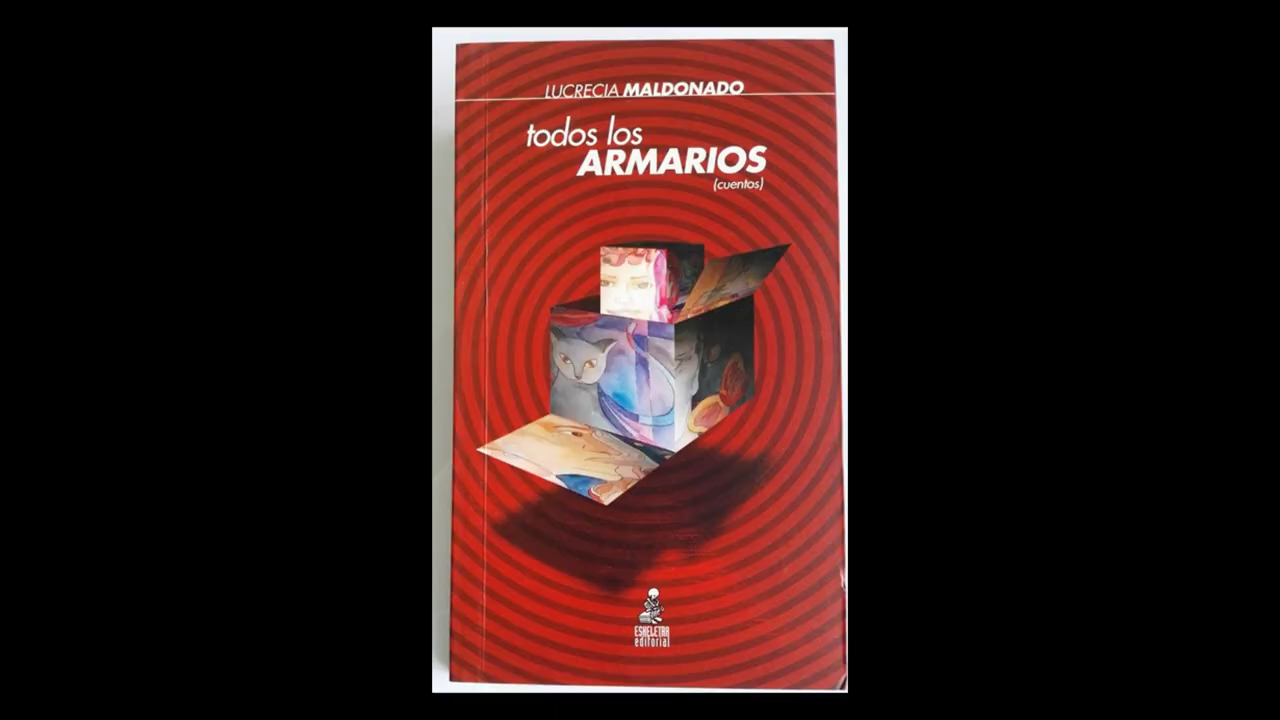 LUCRECIA MALDONADO
todos los
ARMARIOS
(cuentos)
ESKELETRA
editorial